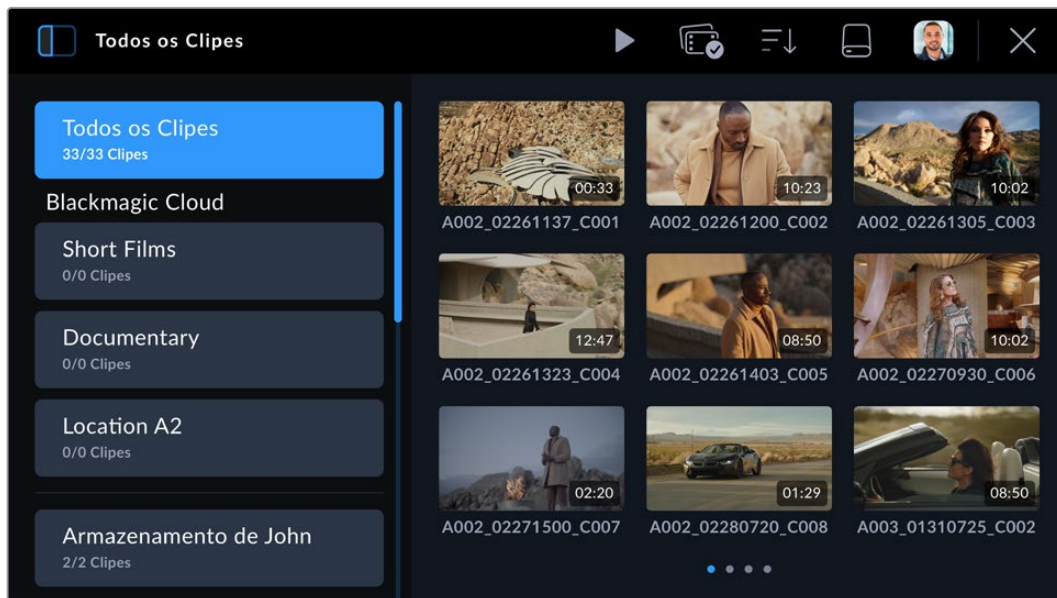 Todos os Clipes
Todos os Clipes
33/33 Clipes
Blackmagic Cloud
Short Films
0/0 Clipes
Documentary
0/0 Clipes
Location A2
0/0 Clipes
Armazenamento de John
2/2 Clipes
00:33
10:23
10:02
A002_02261137_C001
A002_02261200_C002
A002_02261305_C003
12:47
08:50
10:02
A002_02261323_C004
A002_02261403_C005
A002_02270930_C006
02:20
01:29
08:50
A002_02271500_C007
A002_02280720_C008
A003_01310725_C002